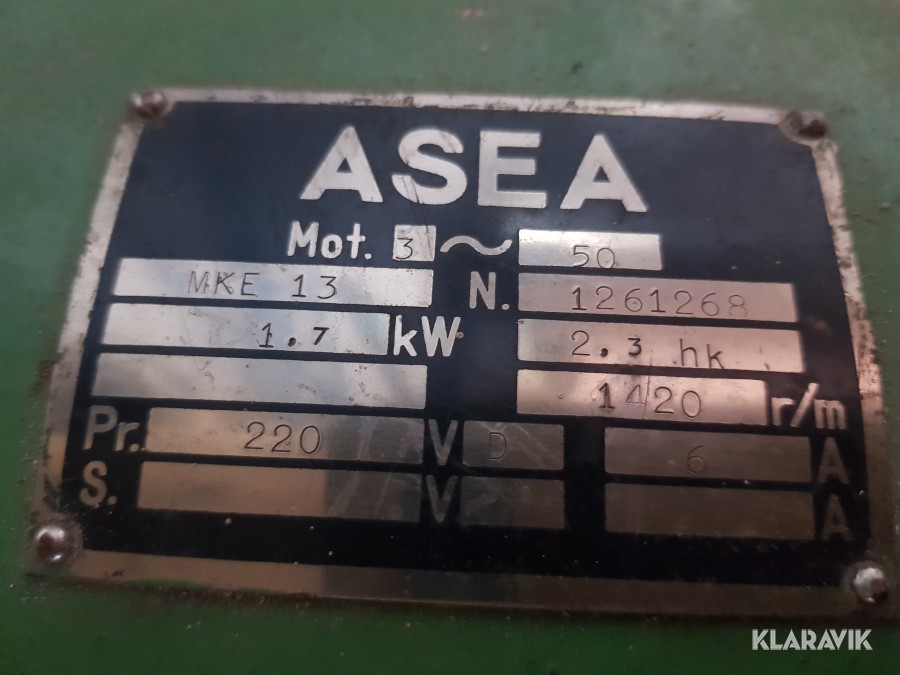 ASEA
Mot. 3 ~ 50
MKE 13 N. 1261268
1.7 kW 2.3 hk
1420 r/m
Pr. 220 V D 6 A
S. V A
KLARAVIK